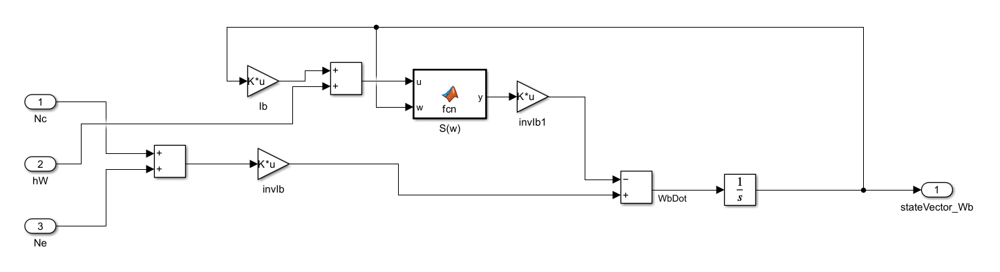 K*u
Ib
+
+
u
w
fcn
y
S(w)
K*u
invIb1
1
Nc
2
hW
3
Ne
+
+
K*u
invIb
−
+
WbDot
1
s
1
stateVector_Wb